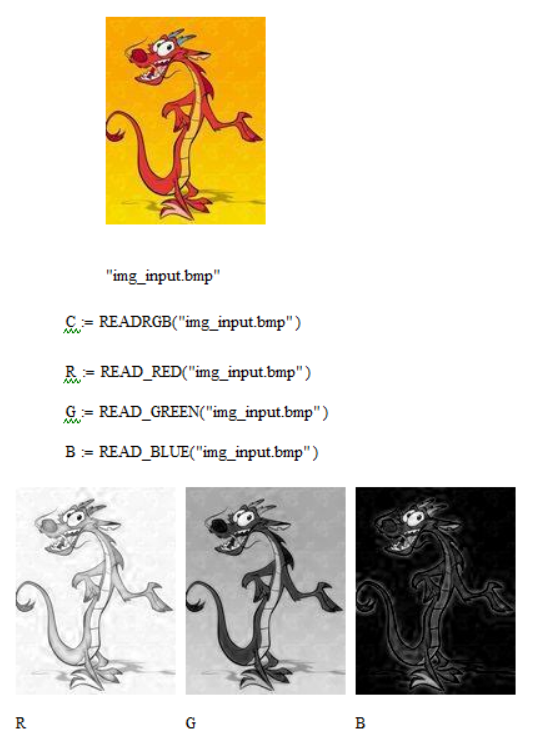 "img_input.bmp"
C := READRGB("img_input.bmp")
R := READ_RED("img_input.bmp")
G := READ_GREEN("img_input.bmp")
B := READ_BLUE("img_input.bmp")
R G B